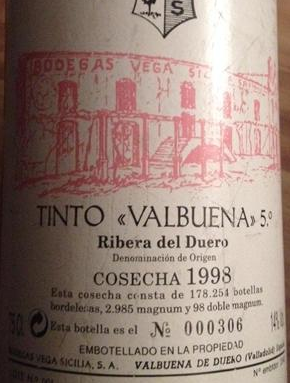 S
BODEGAS VEGA SICILIA
TINTO «VALBUENA» 5.º
Ribera del Duero
Denominación de Origen
COSECHA 1998
Esta cosecha consta de 178.254 botellas
bordelesas, 2.985 magnum y 98 doble magnum.
Esta botella es el Nº 000306
EMBOTELLADO EN LA PROPIEDAD
BODEGAS VEGA SICILIA, S. A. VALBUENA DE DUERO (Valladolid)